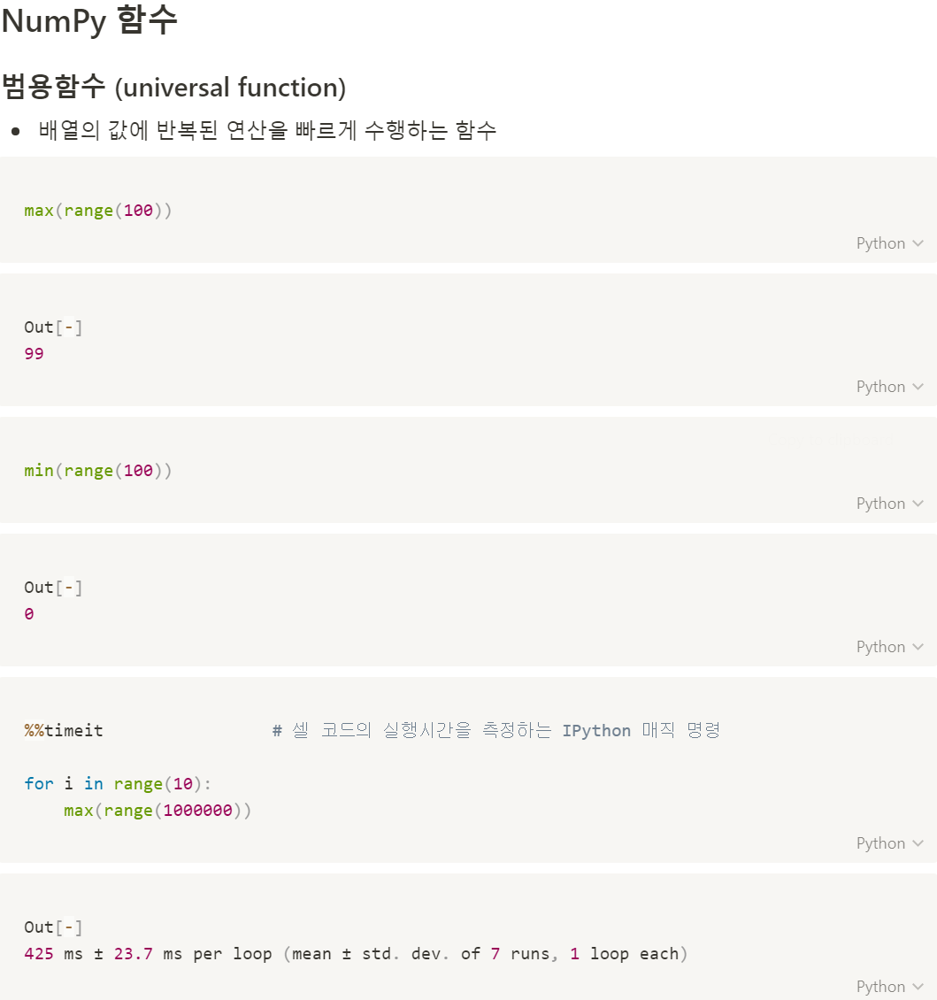 NumPy 함수
범용함수 (universal function)
• 배열의 값에 반복된 연산을 빠르게 수행하는 함수
max(range(100))
Python
Out[-]
99
Python
min(range(100))
Python
Out[-]
0
Python
%%timeit # 셀 코드의 실행시간을 측정하는 IPython 매직 명령
for i in range(10):
    max(range(1000000))
Python
Out[-]
425 ms ± 23.7 ms per loop (mean ± std. dev. of 7 runs, 1 loop each)
Python